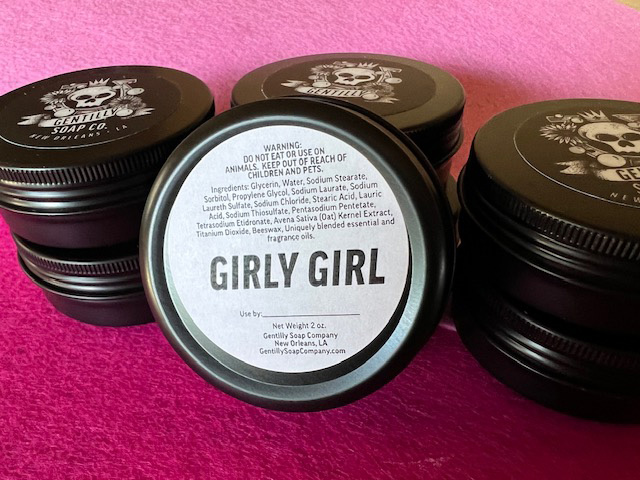 GENTILLY
SOAP CO.
NEW ORLEANS, LA
GENTILLY
WARNING:
DO NOT EAT OR USE ON
ANIMALS. KEEP OUT OF REACH OF
CHILDREN AND PETS.
Ingredients: Glycerin, Water, Sodium Stearate,
Sorbitol, Propylene Glycol, Sodium Laurate, Sodium
Laureth Sulfate, Sodium Chloride, Stearic Acid, Lauric
Acid, Sodium Thiosulfate, Pentasodium Pentetate,
Tetrasodium Etidronate, Avena Sativa (Oat) Kernel Extract,
Titanium Dioxide, Beeswax, Uniquely blended essential and
fragrance oils.
GIRLY GIRL
Use by:
Net Weight 2 oz.
Gentilly Soap Company
New Orleans, LA
GentillySoapCompany.com